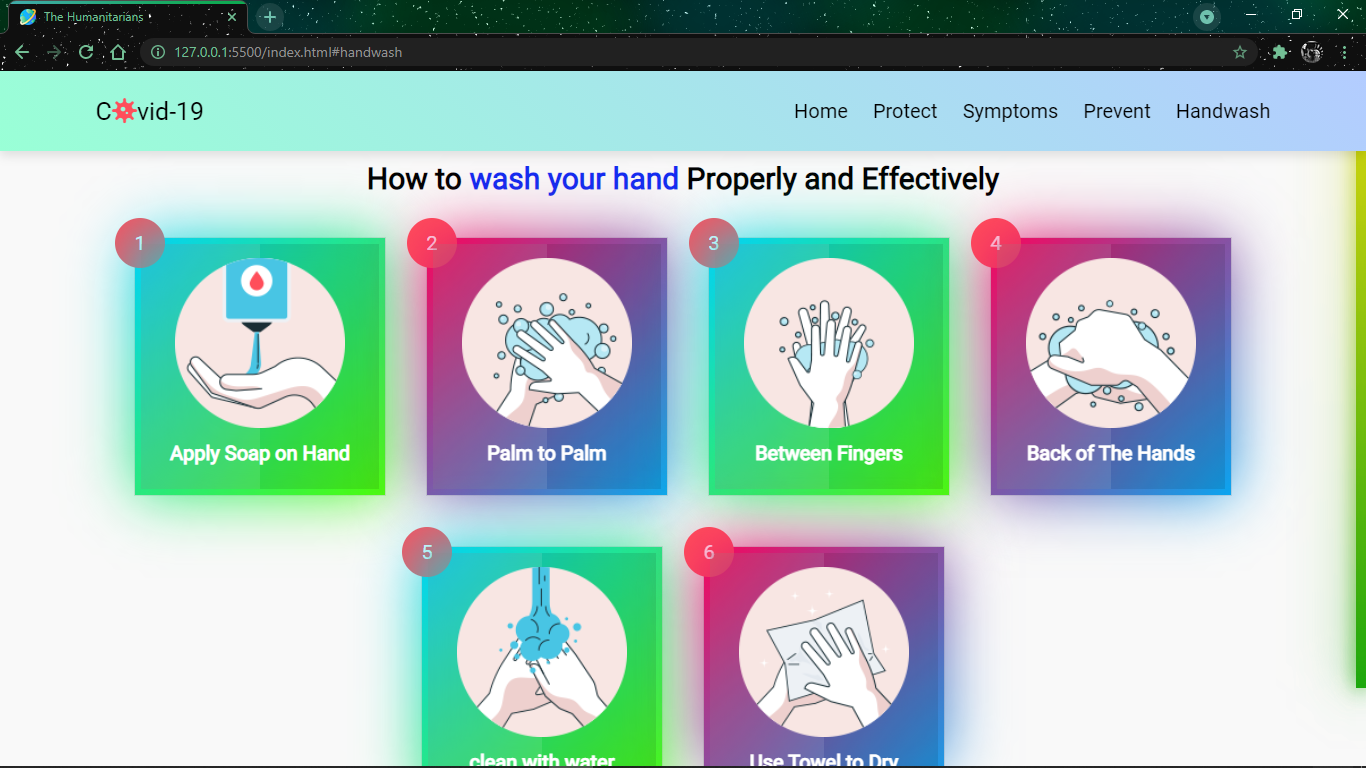 The Humanitarians
127.0.0.1:5500/index.html#handwash
Cvid-19
Home Protect Symptoms Prevent Handwash
How to wash your hand Properly and Effectively
1
2
3
4
Apply Soap on Hand
Palm to Palm
Between Fingers
Back of The Hands
5
6
clean with water
Use Towel to Dry